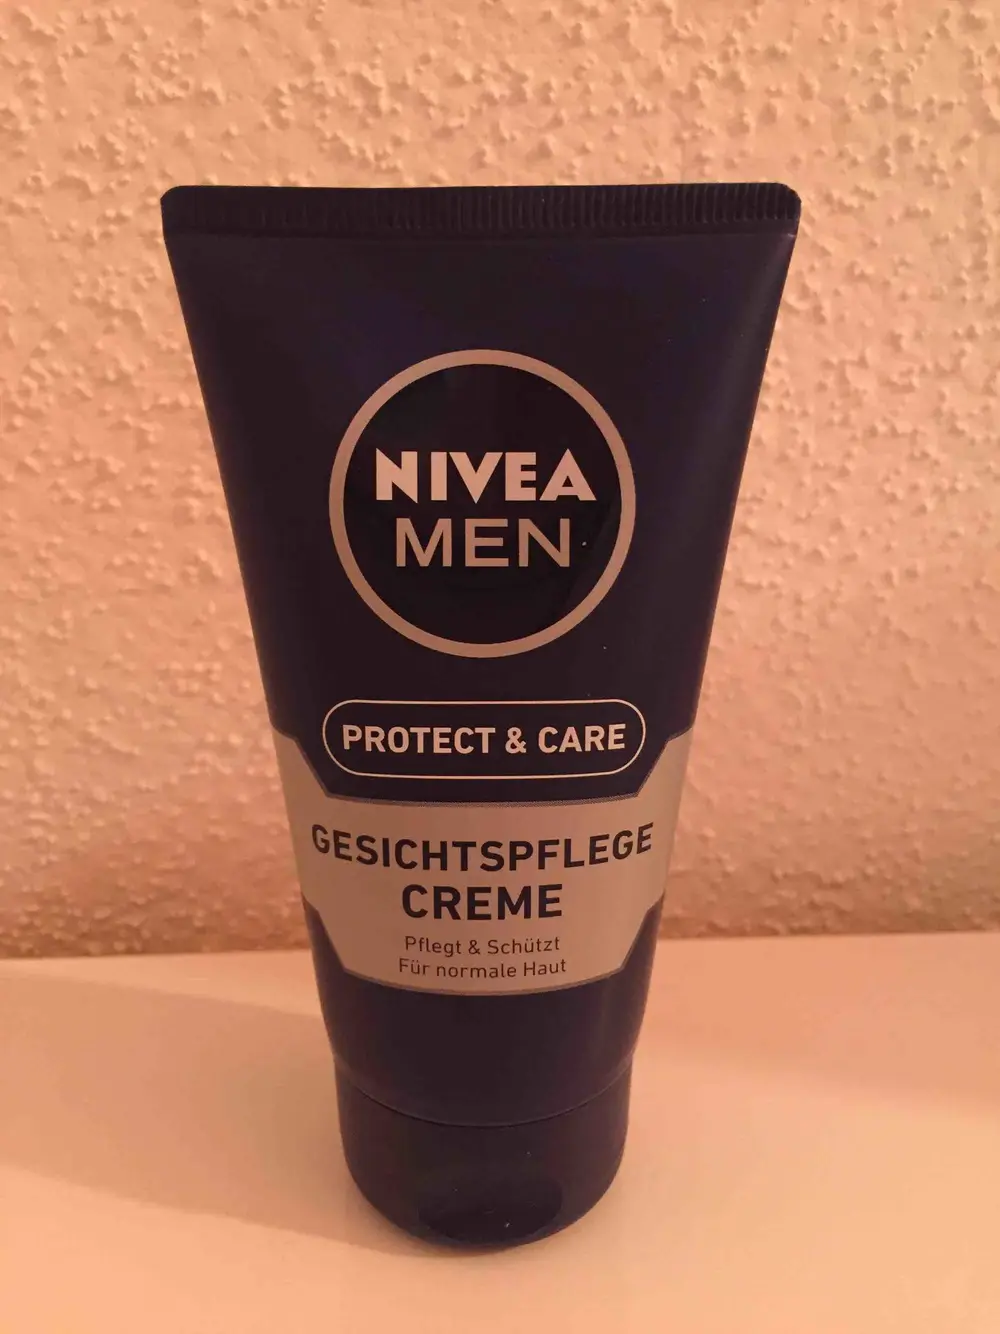 NIVEA
MEN
PROTECT & CARE
GESICHTSPFLEGE
CREME
Pflegt & Schützt
Für normale Haut